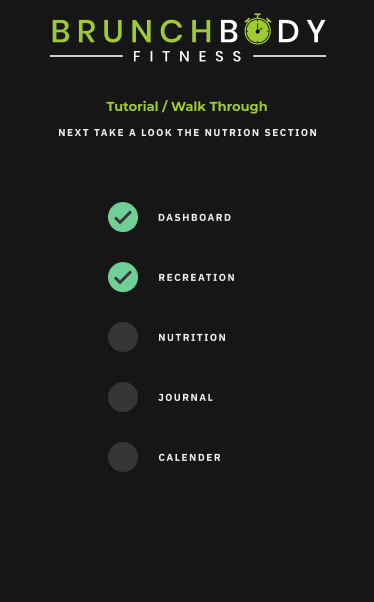 BRUNCHBODY
FITNESS
Tutorial / Walk Through
NEXT TAKE A LOOK THE NUTRION SECTION
DASHBOARD
RECREATION
NUTRITION
JOURNAL
CALENDER